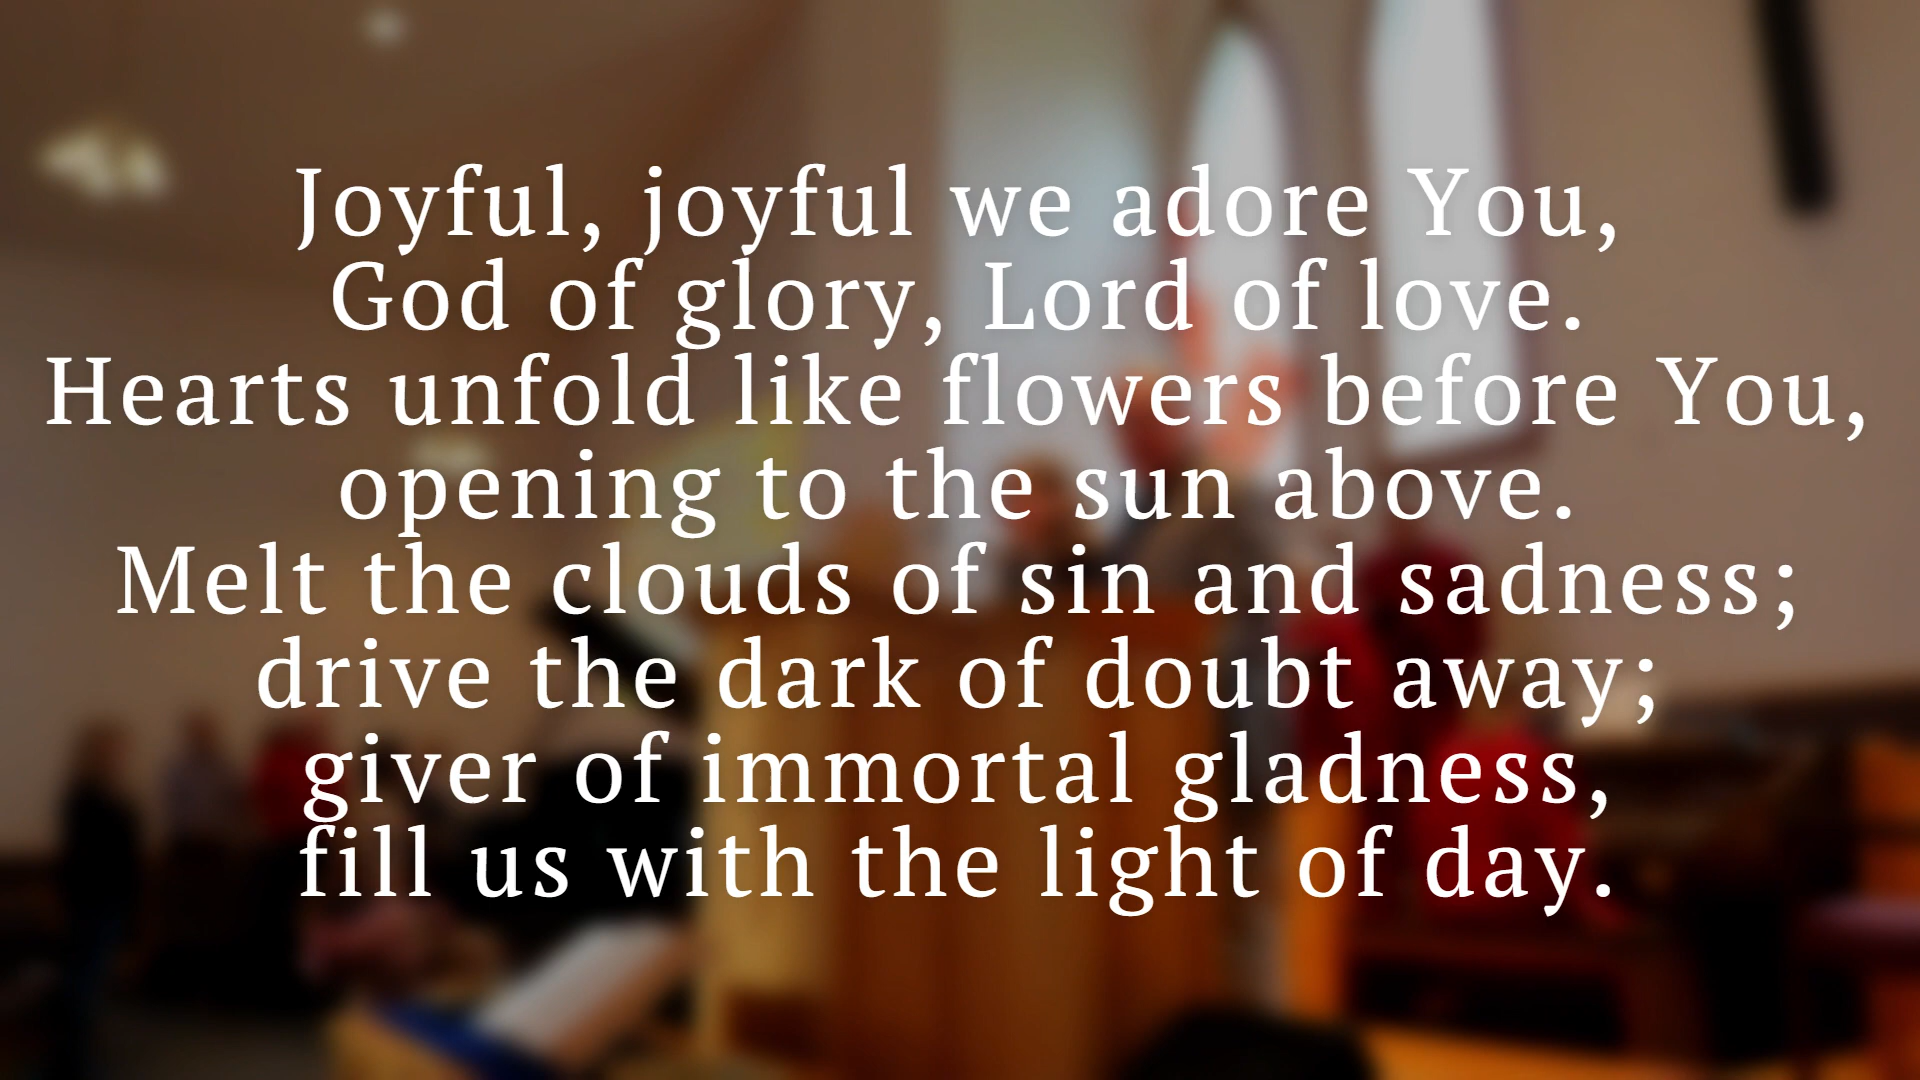 Joyful, joyful we adore You,
God of glory, Lord of love.
Hearts unfold like flowers before You,
opening to the sun above.
Melt the clouds of sin and sadness;
drive the dark of doubt away;
giver of immortal gladness,
fill us with the light of day.